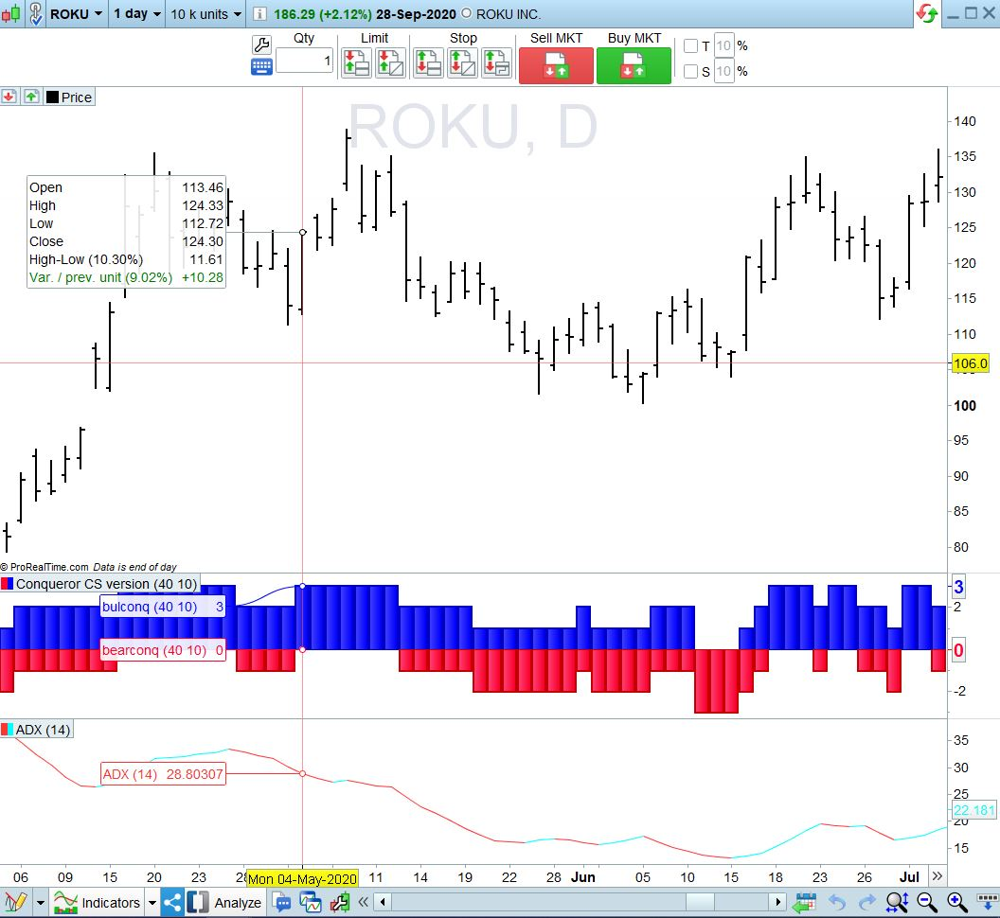 ROKU 1 day 10 k units 186.29 (+2.12%) 28-Sep-2020 ROKU INC.
Qty Limit Stop Sell MKT Buy MKT
1
T 10 %
S 10 %
Price
ROKU, D
Open 113.46
High 124.33
Low 112.72
Close 124.30
High-Low (10.30%) 11.61
Var. / prev. unit (9.02%) +10.28
140
135
130
125
120
115
110
106.0
100
95
90
85
80
© ProRealTime.com Data is end of day
Conqueror CS version (40 10)
bulconq (40 10) 3
bearconq (40 10) 0
3
2
0
-2
ADX (14)
ADX (14) 28.80307
35
30
25
22.181
20
15
06 09 15 17 20 23 28 Mon 04-May-2020 11 14 19 22 28 Jun 05 10 15 18 23 26 Jul
Indicators Analyze